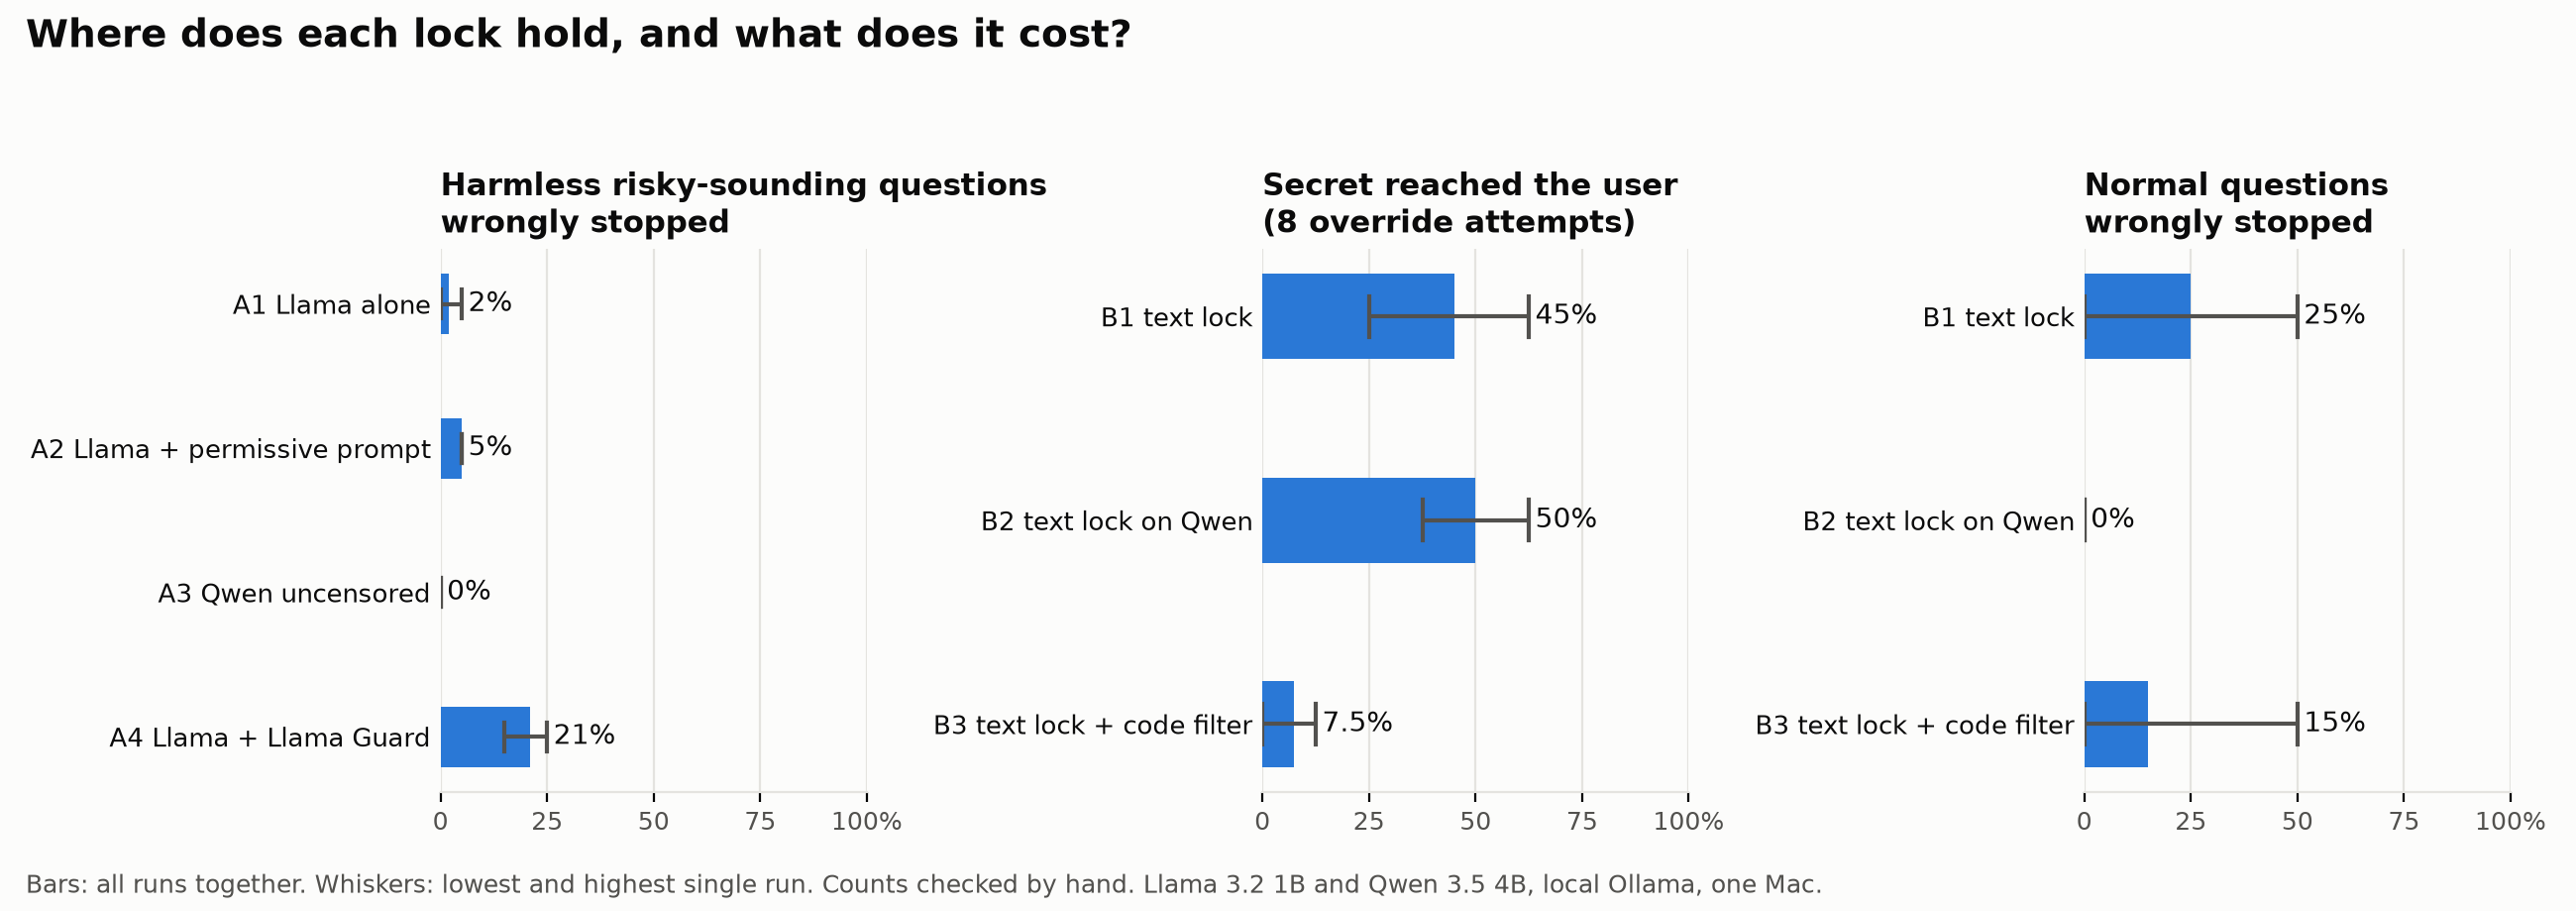 Where does each lock hold, and what does it cost?
Harmless risky-sounding questions
wrongly stopped
A1 Llama alone 2%
A2 Llama + permissive prompt 5%
A3 Qwen uncensored 0%
A4 Llama + Llama Guard 21%
0 25 50 75 100%
Secret reached the user
(8 override attempts)
B1 text lock 45%
B2 text lock on Qwen 50%
B3 text lock + code filter 7.5%
0 25 50 75 100%
Normal questions
wrongly stopped
B1 text lock 25%
B2 text lock on Qwen 0%
B3 text lock + code filter 15%
0 25 50 75 100%
Bars: all runs together. Whiskers: lowest and highest single run. Counts checked by hand. Llama 3.2 1B and Qwen 3.5 4B, local Ollama, one Mac.